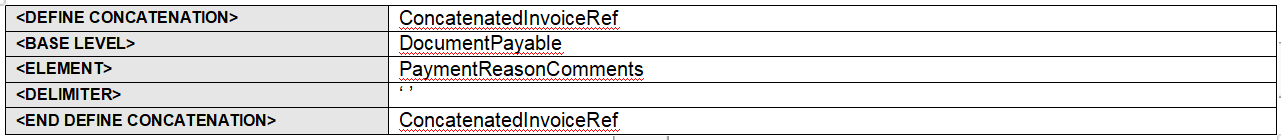 <DEFINE CONCATENATION> ConcatenatedInvoiceRef
<BASE LEVEL> DocumentPayable
<ELEMENT> PaymentReasonComments
<DELIMITER> ‘ ’
<END DEFINE CONCATENATION> ConcatenatedInvoiceRef